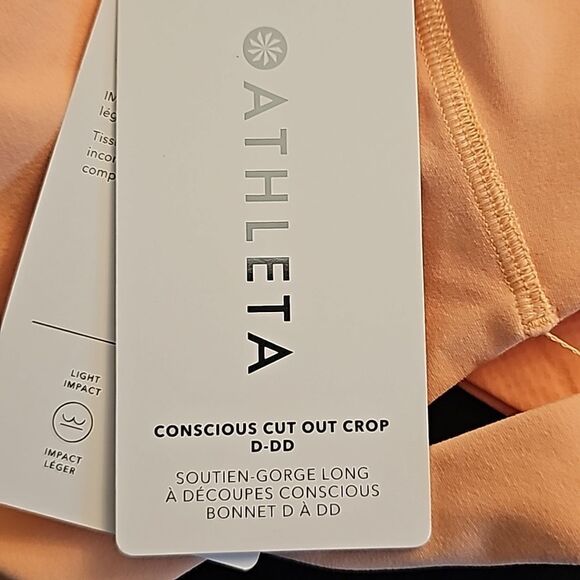 ATHLETA
CONSCIOUS CUT OUT CROP
D-DD
SOUTIEN-GORGE LONG
À DÉCOUPES CONSCIOUS
BONNET D À DD
LIGHT
IMPACT
IMPACT
LÉGER